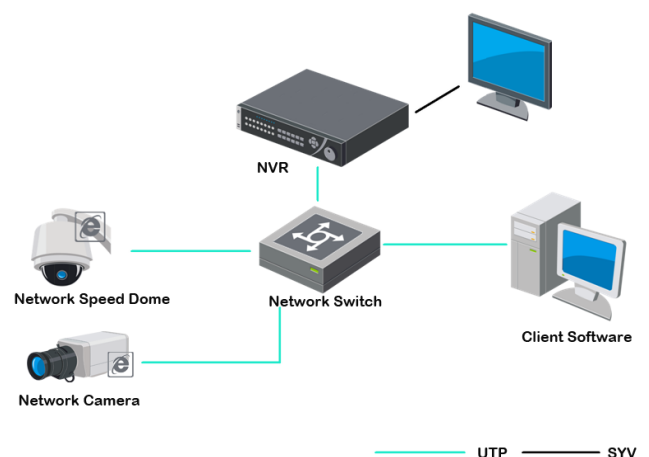 NVR
Network Speed Dome
Network Switch
Client Software
Network Camera
UTP
SYV